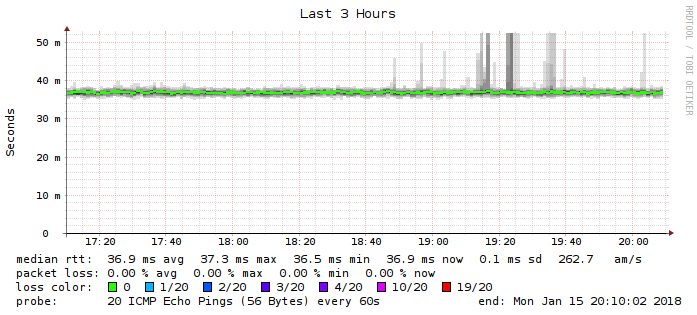 Last 3 Hours
RRDTOOL / TOBI OETIKER
Seconds
50 m
40 m
30 m
20 m
10 m
0
17:20 17:40 18:00 18:20 18:40 19:00 19:20 19:40 20:00
median rtt: 36.9 ms avg 37.3 ms max 36.5 ms min 36.9 ms now 0.1 ms sd 262.7 am/s
packet loss: 0.00 % avg 0.00 % max 0.00 % min 0.00 % now
loss color: 0 1/20 2/20 3/20 4/20 10/20 19/20
probe: 20 ICMP Echo Pings (56 Bytes) every 60s end: Mon Jan 15 20:10:02 2018